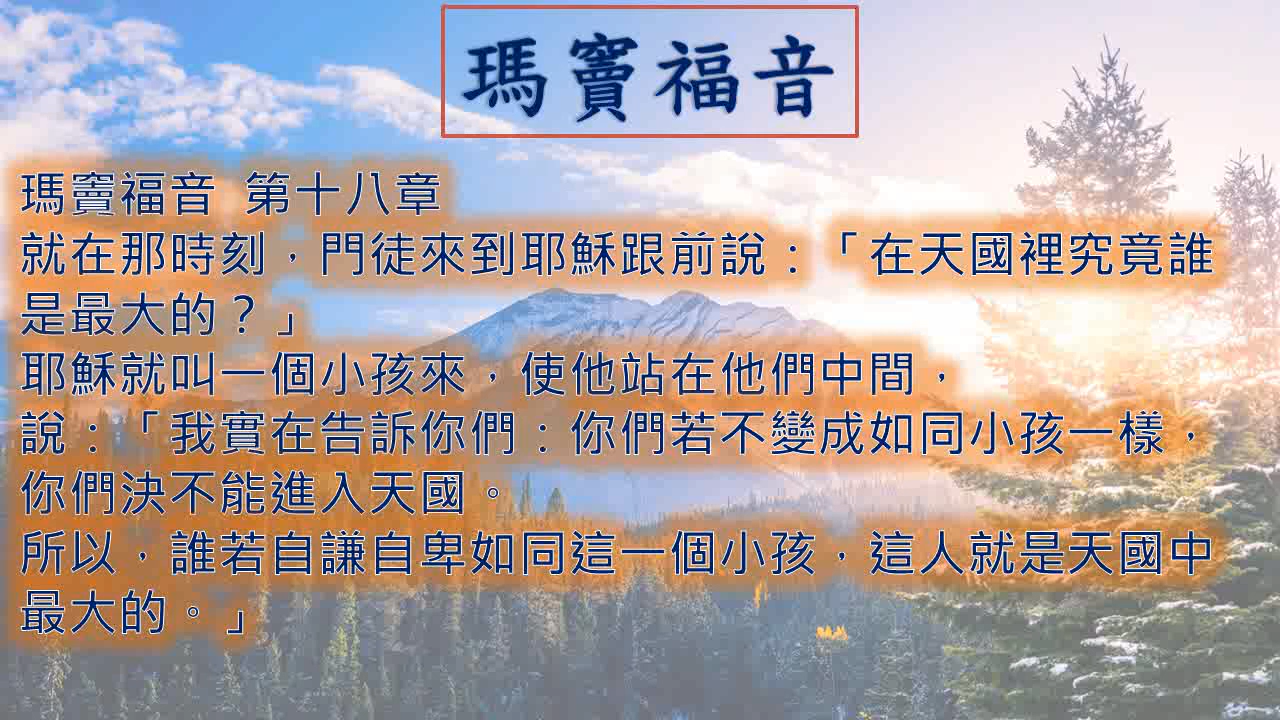 瑪竇福音
瑪竇福音 第十八章
就在那時刻，門徒來到耶穌跟前說：「在天國裡究竟誰
是最大的？」
耶穌就叫一個小孩來，使他站在他們中間，
說：「我實在告訴你們：你們若不變成如同小孩一樣，
你們決不能進入天國。
所以，誰若自謙自卑如同這一個小孩，這人就是天國中
最大的。」